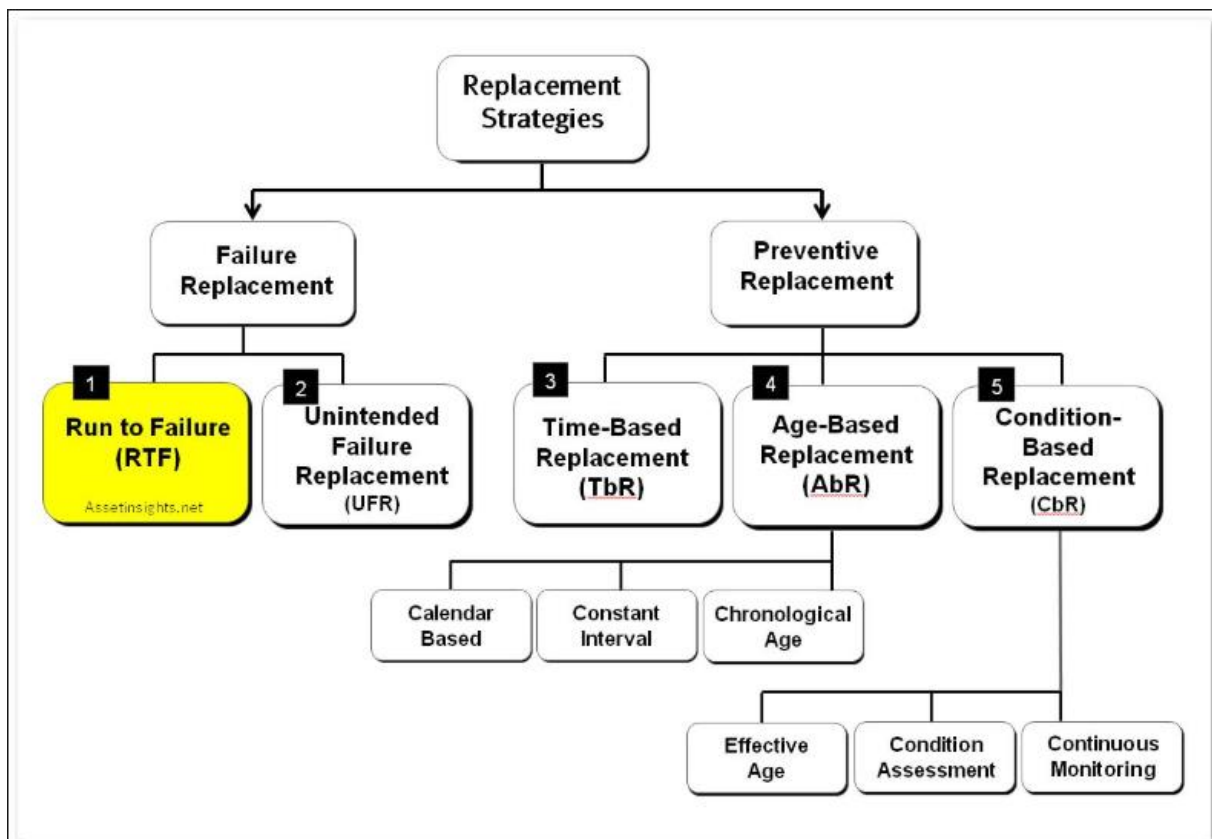 Replacement
Strategies
Failure
Replacement
Preventive
Replacement
1
Run to Failure
(RTF)
Assetinsights.net
2
Unintended
Failure
Replacement
(UFR)
3
Time-Based
Replacement
(TbR)
4
Age-Based
Replacement
(AbR)
5
Condition-
Based
Replacement
(CbR)
Calendar
Based
Constant
Interval
Chronological
Age
Effective
Age
Condition
Assessment
Continuous
Monitoring